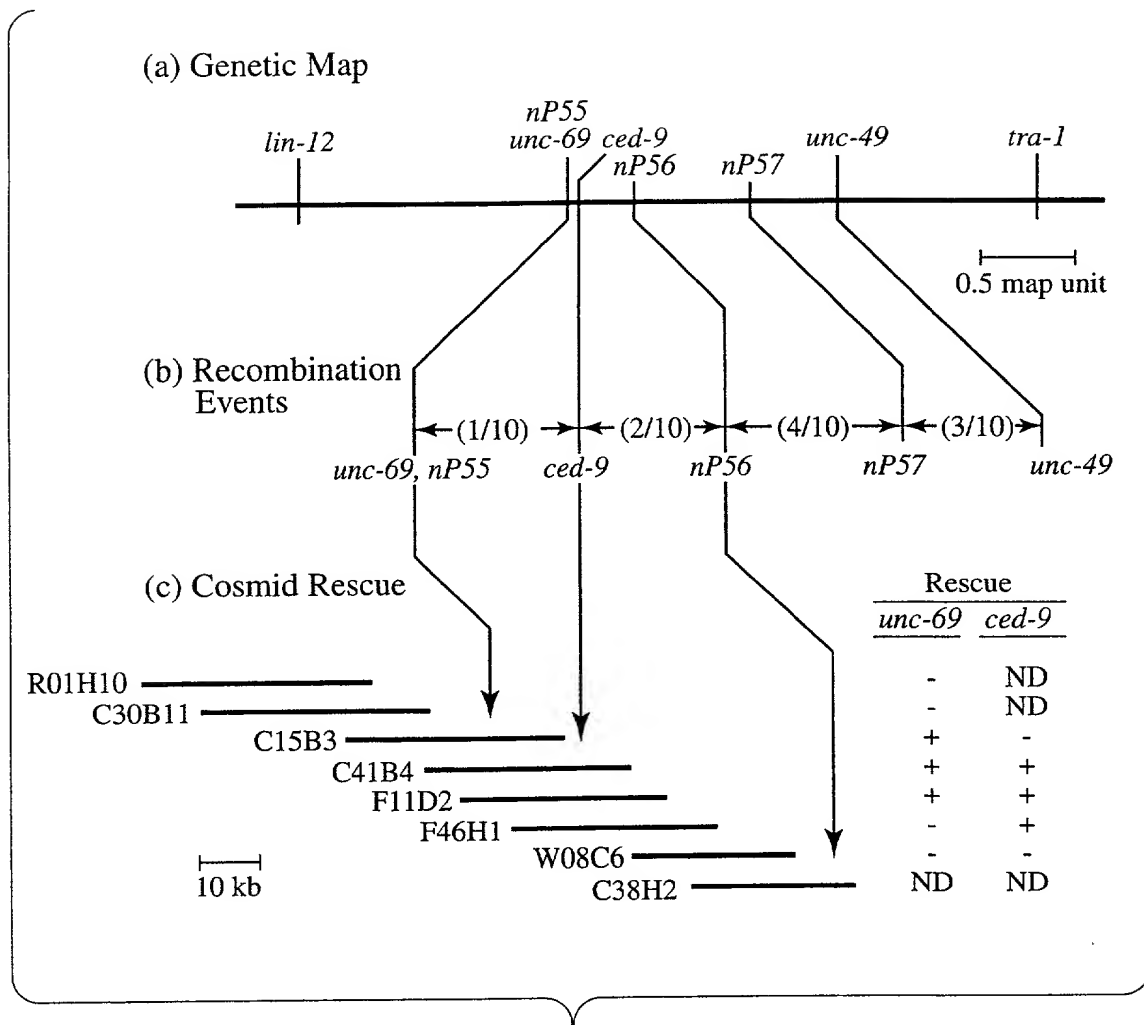 (a) Genetic Map
nP55
lin-12 unc-69 ced-9 unc-49 tra-1
nP56 nP57
0.5 map unit
(b) Recombination
Events
(1/10) (2/10) (4/10) (3/10)
unc-69, nP55 ced-9 nP56 nP57 unc-49
(c) Cosmid Rescue
Rescue
unc-69 ced-9
R01H10 - ND
C30B11 - ND
C15B3 + -
C41B4 + +
F11D2 + +
F46H1 - +
W08C6 - -
C38H2 ND ND
10 kb